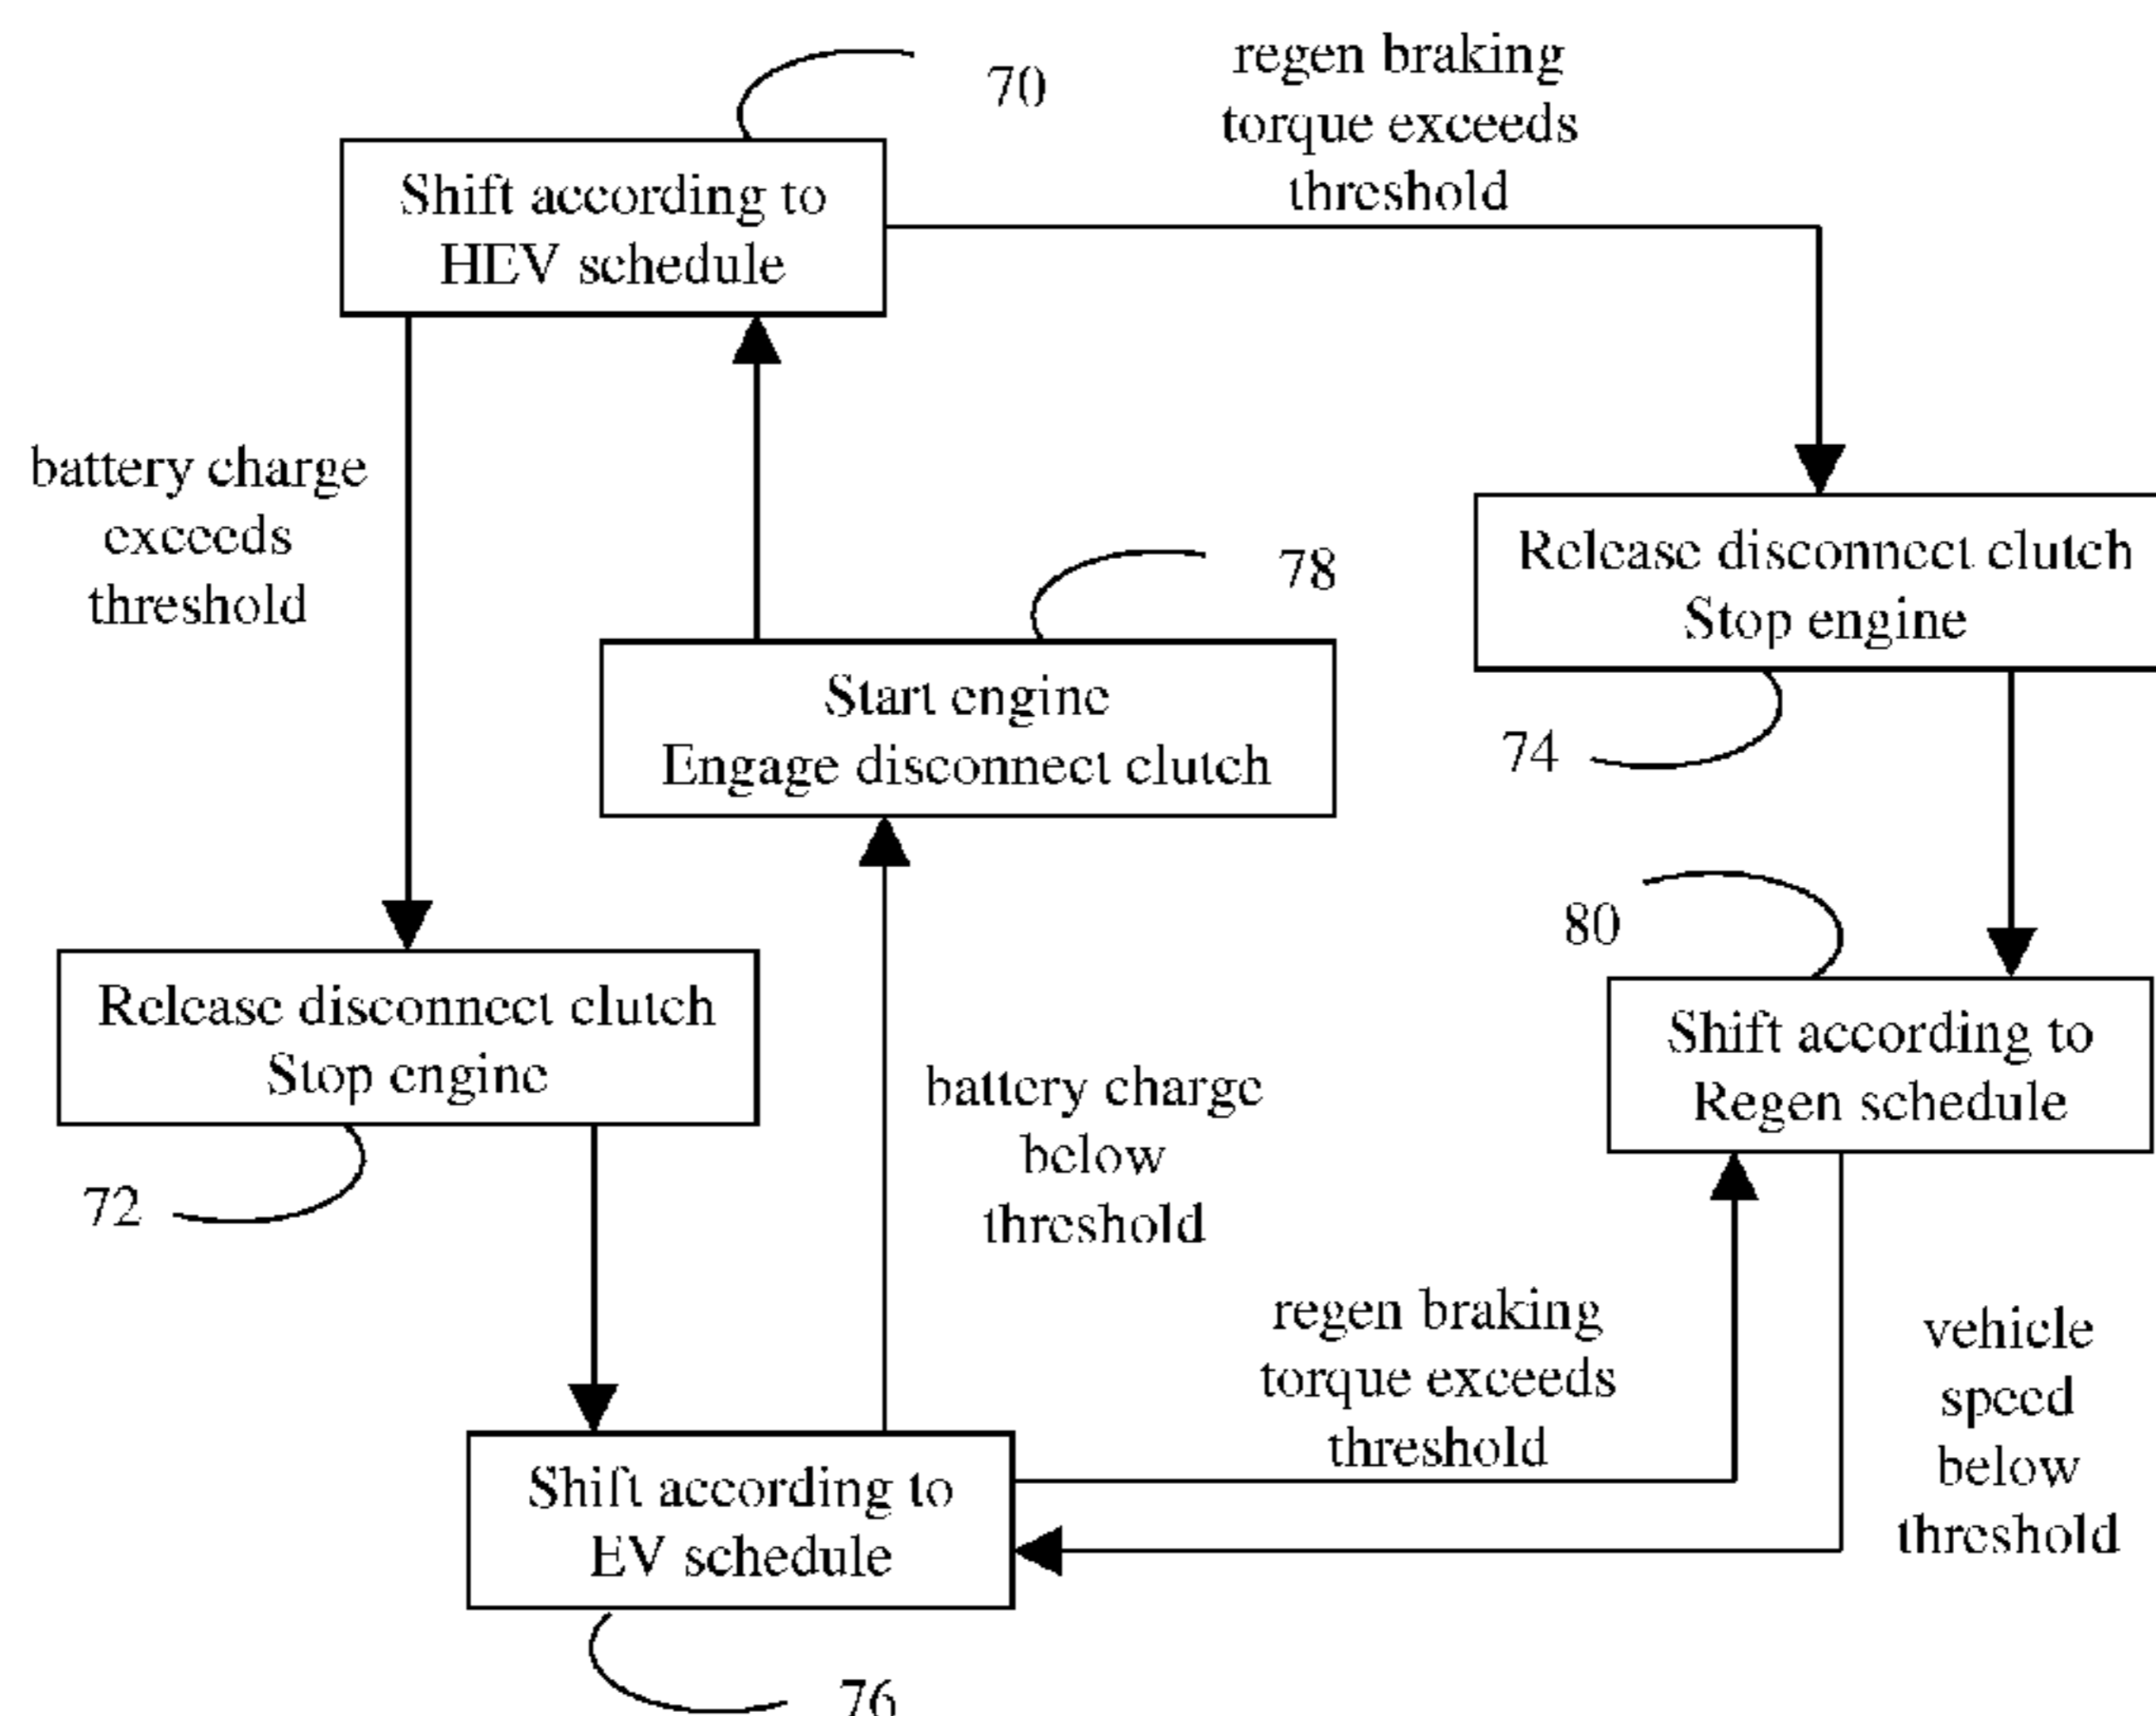 70
regen braking
torque exceeds
threshold
Shift according to
HEV schedule
battery charge
exceeds
threshold
78
Release disconnect clutch
Stop engine
Start engine
Engage disconnect clutch
74
80
Release disconnect clutch
Stop engine
Shift according to
Regen schedule
battery charge
below
threshold
72
regen braking
torque exceeds
threshold
vehicle
speed
below
threshold
Shift according to
EV schedule
76